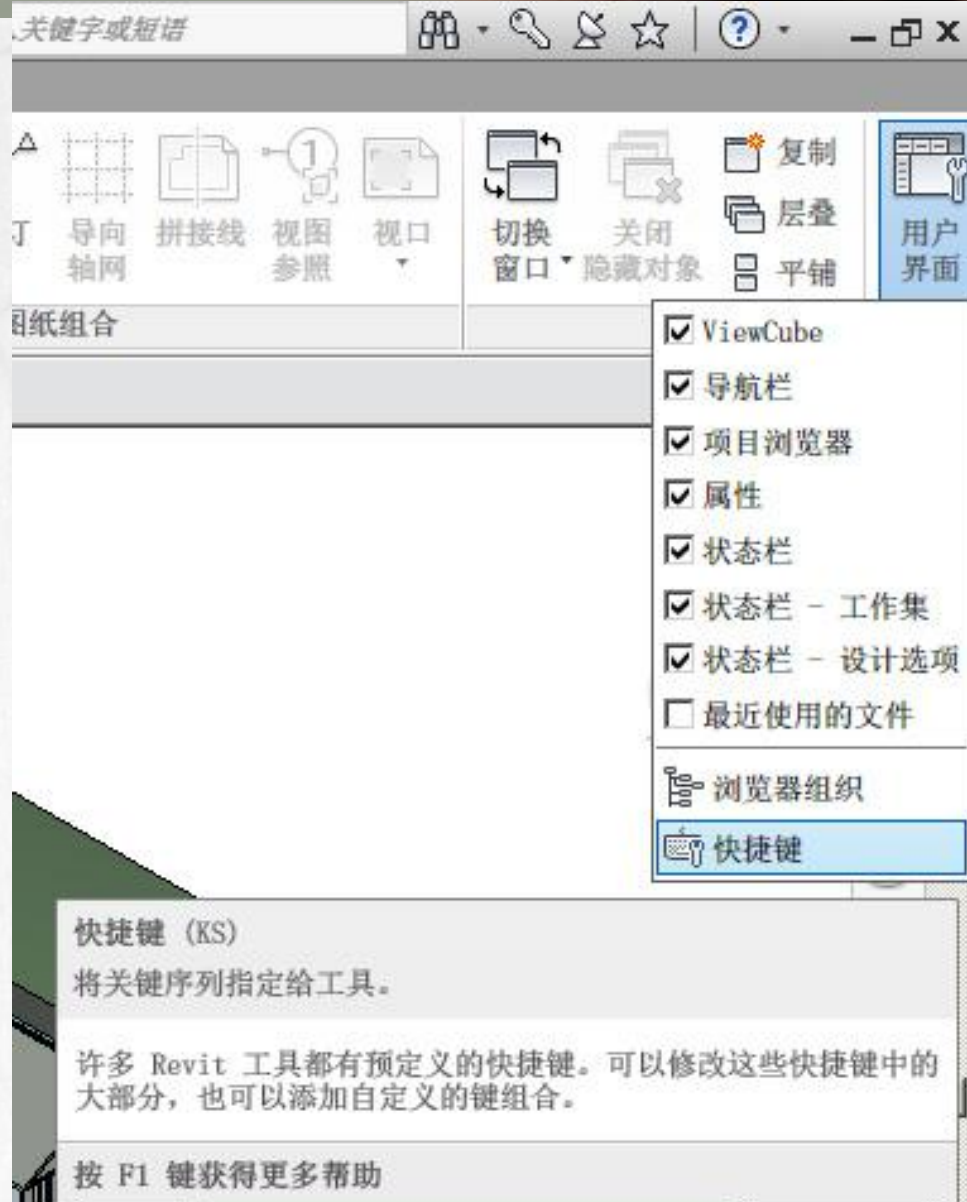 关键字或短语
导向
轴网
拼接线
视图
参照
视口
切换
窗口
关闭
隐藏对象
复制
层叠
平铺
用户
界面
图纸组合
ViewCube
导航栏
项目浏览器
属性
状态栏
状态栏 - 工作集
状态栏 - 设计选项
最近使用的文件
浏览器组织
快捷键
快捷键 (KS)
将关键序列指定给工具。
许多 Revit 工具都有预定义的快捷键。可以修改这些快捷键中的
大部分，也可以添加自定义的键组合。
按 F1 键获得更多帮助